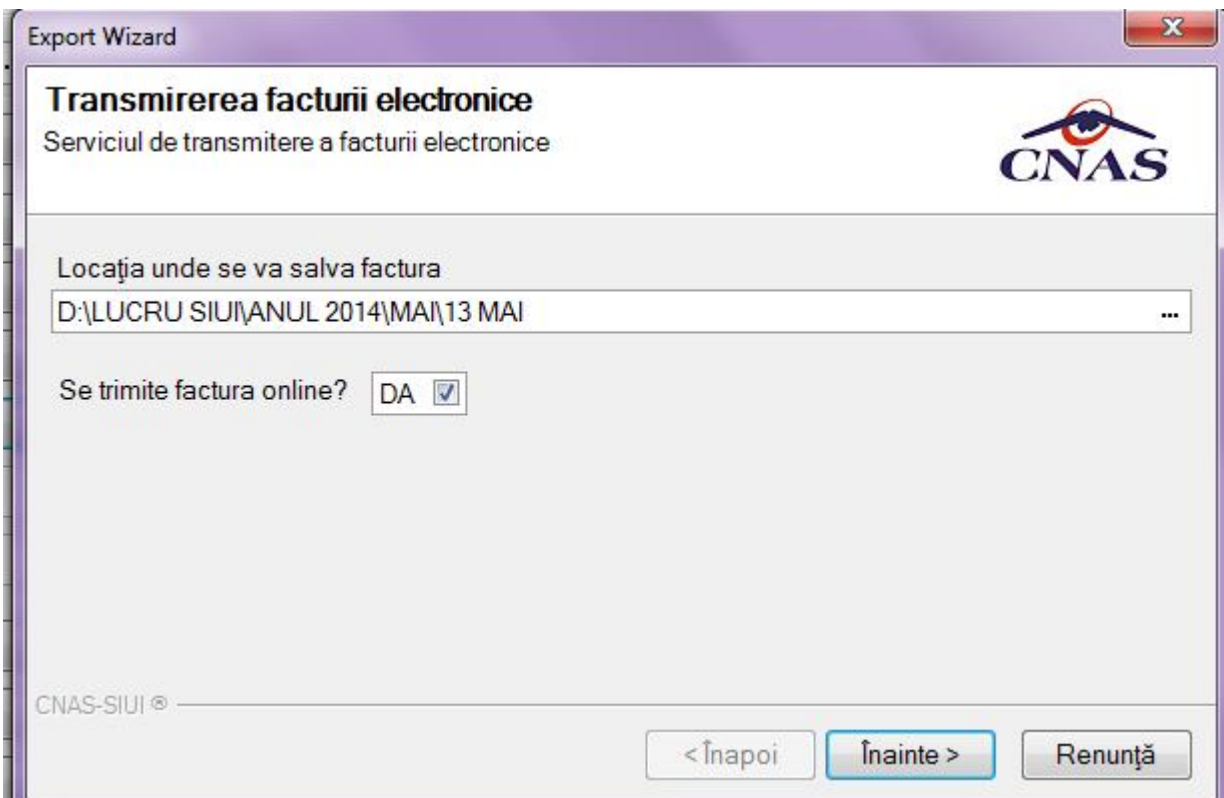 Export Wizard
Transmirerea facturii electronice
Serviciul de transmitere a facturii electronice
CNAS
Locaţia unde se va salva factura
D:\LUCRU SIUI\ANUL 2014\MAI\13 MAI
...
Se trimite factura online? DA
CNAS-SIUI ®
< Înapoi
Înainte >
Renunţă